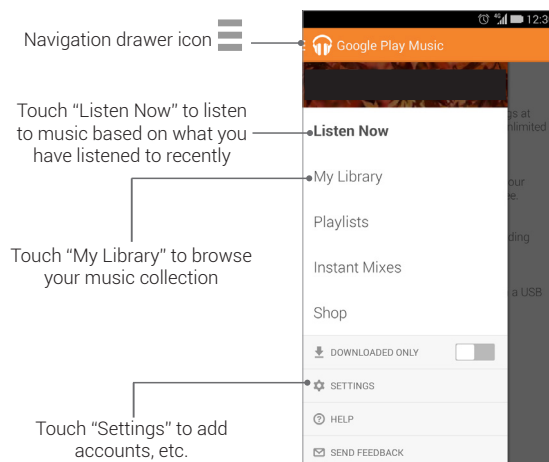 12:3
Navigation drawer icon
Google Play Music
Touch “Listen Now” to listen
to music based on what you
have listened to recently
Listen Now
gs at
nlimited
My Library
our
ee.
Playlists
ding
Touch “My Library” to browse
your music collection
Instant Mixes
a USB
Shop
DOWNLOADED ONLY
SETTINGS
Touch “Settings” to add
accounts, etc.
HELP
SEND FEEDBACK